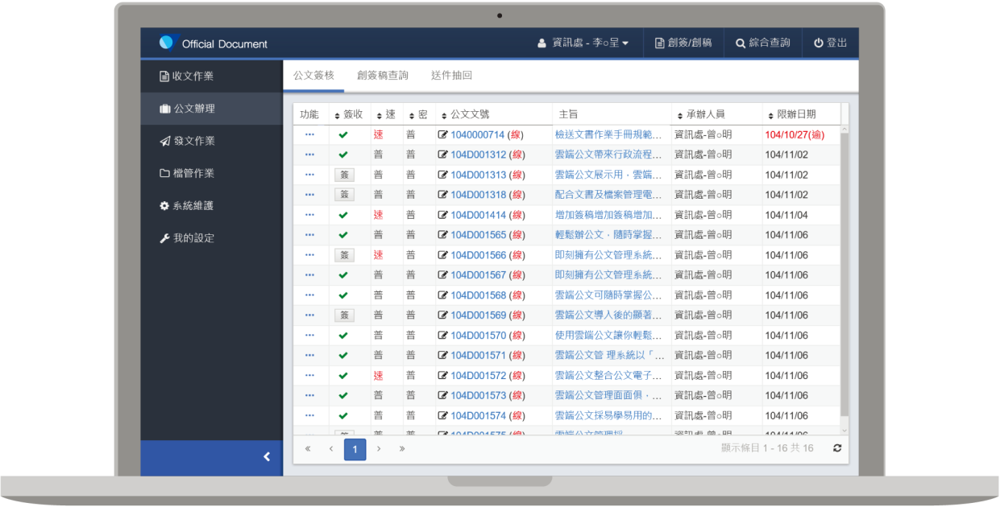 Official Document
資訊處 - 李○呈 創簽/創稿 綜合查詢 登出
收文作業
公文辦理
發文作業
檔管作業
系統維護
我的設定
公文簽核 創簽稿查詢 送件抽回
功能 簽收 速 密 公文文號 主旨 承辦人員 限辦日期
速 普 1040000714 (線) 檢送文書作業手冊規範... 資訊處-曾○明 104/10/27(逾)
普 普 104D001312 (線) 雲端公文帶來行政流程... 資訊處-曾○明 104/11/02
簽 普 普 104D001313 (線) 雲端公文展示用，雲端... 資訊處-曾○明 104/11/02
簽 普 普 104D001318 (線) 配合文書及檔案管理電... 資訊處-曾○明 104/11/02
速 普 104D001414 (線) 增加簽稿增加簽稿增加... 資訊處-曾○明 104/11/04
普 普 104D001565 (線) 輕鬆辦公文，隨時掌握... 資訊處-曾○明 104/11/06
簽 速 普 104D001566 (線) 即刻擁有公文管理系統... 資訊處-曾○明 104/11/06
普 普 104D001567 (線) 即刻擁有公文管理系統... 資訊處-曾○明 104/11/06
普 普 104D001568 (線) 雲端公文可隨時掌握公... 資訊處-曾○明 104/11/06
簽 普 普 104D001569 (線) 雲端公文導入後的顯著... 資訊處-曾○明 104/11/06
普 普 104D001570 (線) 使用雲端公文讓你輕鬆... 資訊處-曾○明 104/11/06
普 普 104D001571 (線) 雲端公文管 理系統以「... 資訊處-曾○明 104/11/06
速 普 104D001572 (線) 雲端公文整合公文電子... 資訊處-曾○明 104/11/06
普 普 104D001573 (線) 雲端公文管理面面俱，... 資訊處-曾○明 104/11/06
普 普 104D001574 (線) 雲端公文採易學易用的... 資訊處-曾○明 104/11/06
« ‹ 1 › » 顯示條目 1 - 16 共 16